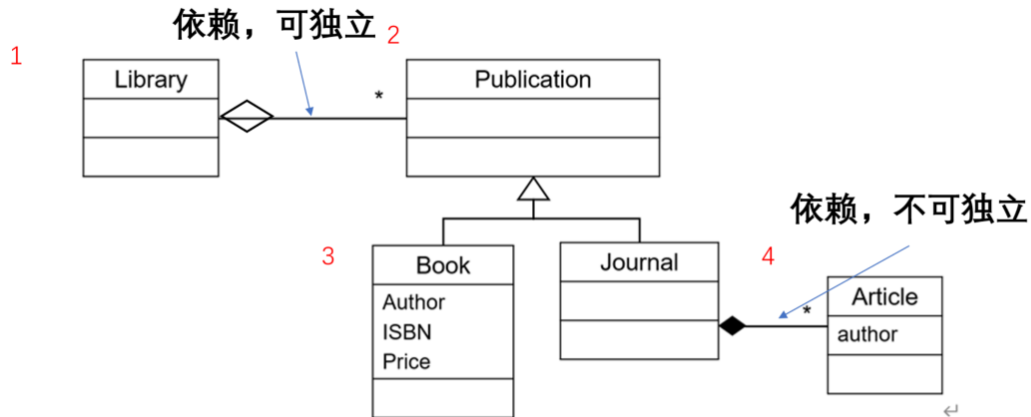 依赖，可独立
1
2
Library
*
Publication
依赖，不可独立
3
4
Book
Author
ISBN
Price
Journal
*
Article
author
↵